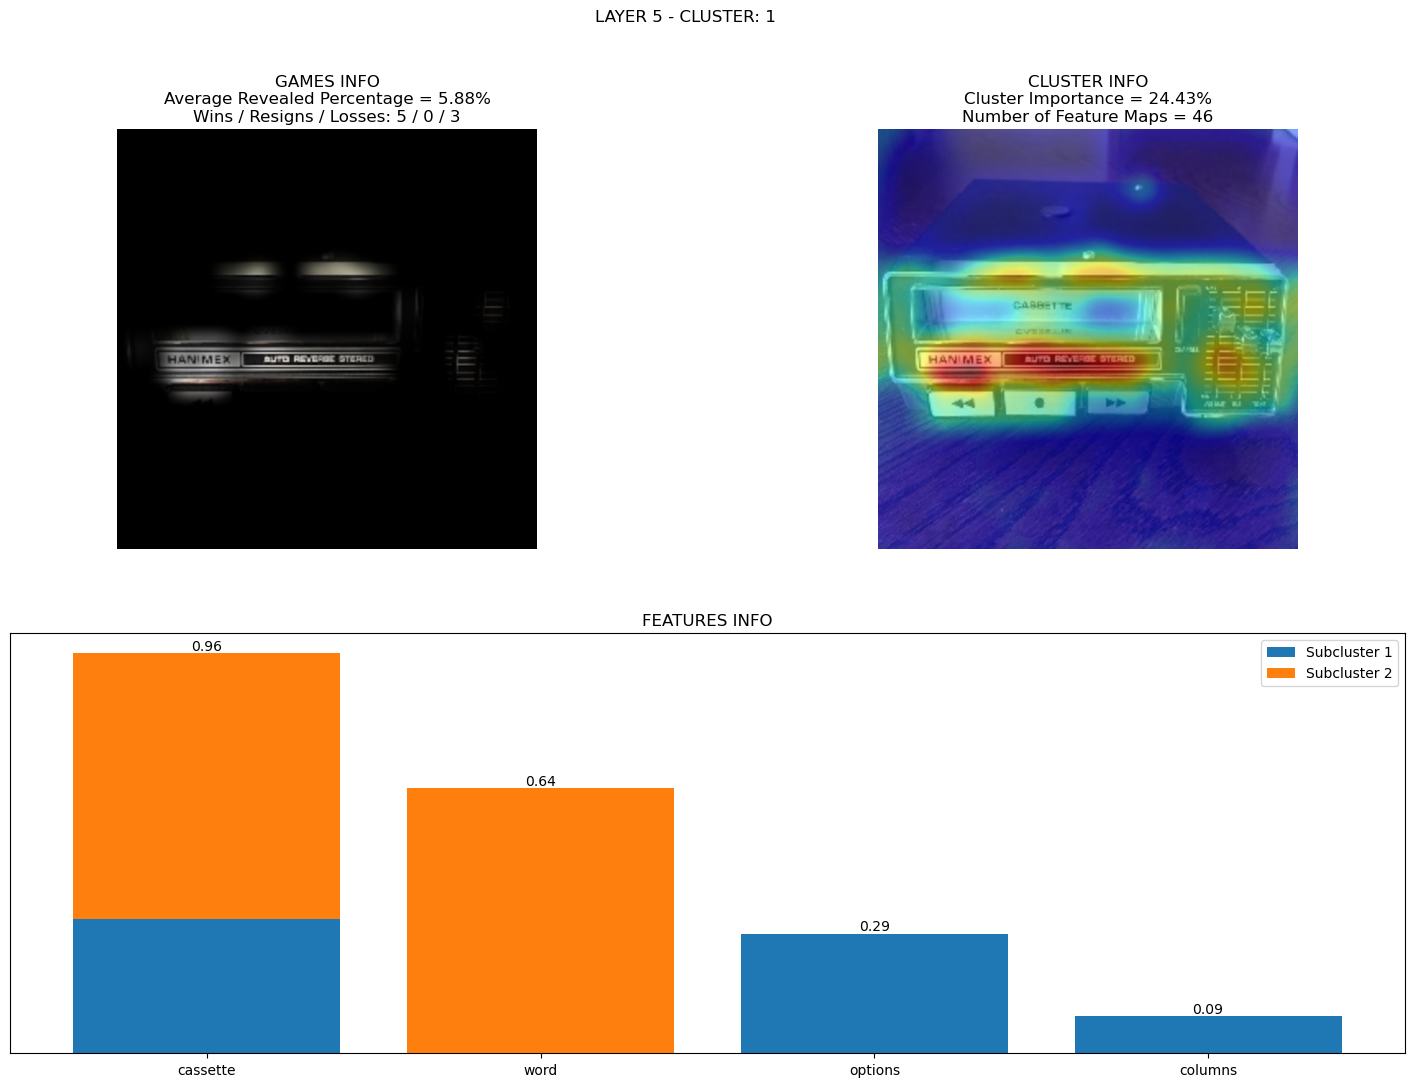 LAYER 5 - CLUSTER: 1
GAMES INFO
Average Revealed Percentage = 5.88%
Wins / Resigns / Losses: 5 / 0 / 3
HANIMEX AUTO REVERSE STEREO
CLUSTER INFO
Cluster Importance = 24.43%
Number of Feature Maps = 46
CASSETTE
HANIMEX AUTO REVERSE STEREO
FEATURES INFO
Subcluster 1
Subcluster 2
0.96
0.64
0.29
0.09
cassette
word
options
columns